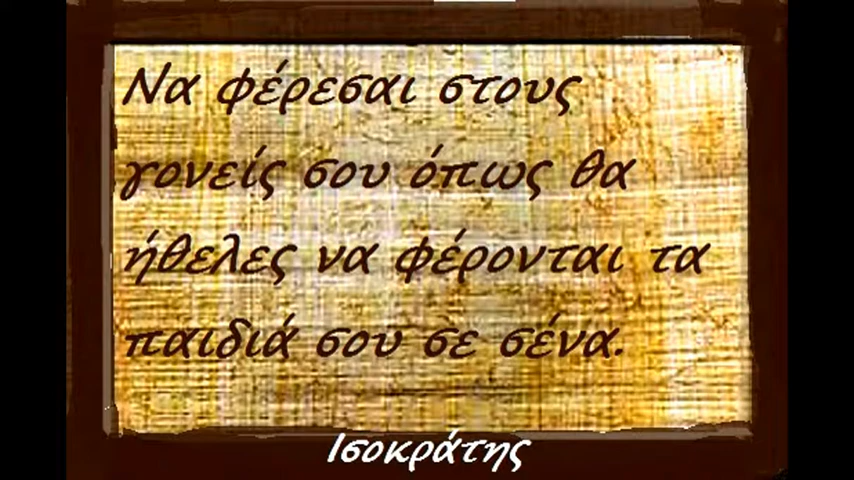 Να φέρεσαι στους
γονείς σου όπως θα
ήθελες να φέρονται τα
παιδιά σου σε σένα.
Ισοκράτης